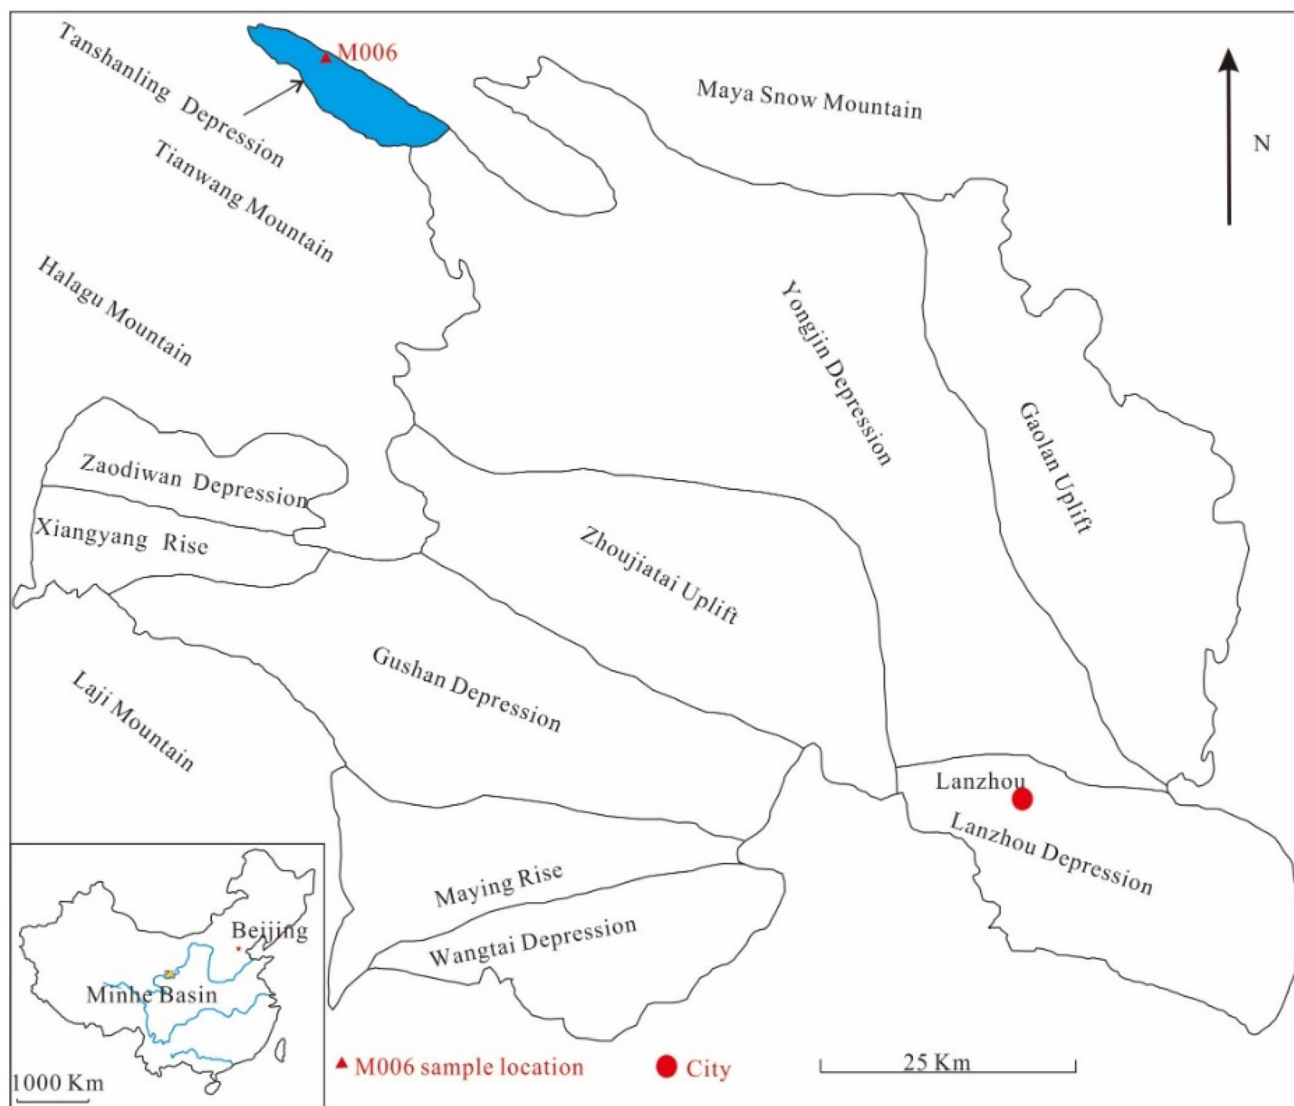 Tanshanling Depression
M006
Maya Snow Mountain
N
Tianwang Mountain
Halagu Mountain
Yongjin Depression
Gaolan Uplift
Zaodiwan Depression
Xiangyang Rise
Zhoujiatai Uplift
Gushan Depression
Laji Mountain
Lanzhou
Lanzhou Depression
Maying Rise
Wangtai Depression
Beijing
Minhe Basin
1000 Km
M006 sample location
City
25 Km